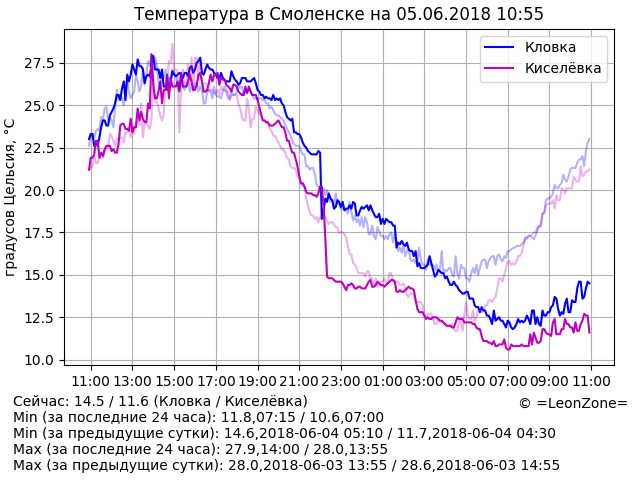 Температура в Смоленске на 05.06.2018 10:55
Кловка
Киселёвка
градусов Цельсия, °C
27.5
25.0
22.5
20.0
17.5
15.0
12.5
10.0
11:00 13:00 15:00 17:00 19:00 21:00 23:00 01:00 03:00 05:00 07:00 09:00 11:00
Сейчас: 14.5 / 11.6 (Кловка / Киселёвка)
© =LeonZone=
Min (за последние 24 часа): 11.8,07:15 / 10.6,07:00
Min (за предыдущие сутки): 14.6,2018-06-04 05:10 / 11.7,2018-06-04 04:30
Max (за последние 24 часа): 27.9,14:00 / 28.0,13:55
Max (за предыдущие сутки): 28.0,2018-06-03 13:55 / 28.6,2018-06-03 14:55